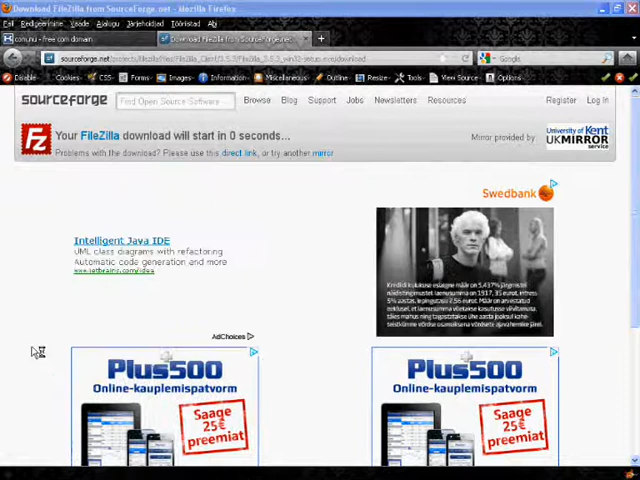 Download FileZilla from SourceForge.net - Mozilla Firefox
Fail Redigeerimine Vaade Ajalugu Järjehoidjad Tööriistad Abi
com.nu - free com domain
Download FileZilla from SourceForge.net
sourceforge.net/projects/filezilla/files/FileZilla_Client/3.5.3/FileZilla_3.5.3_win32-setup.exe/download
Google
Disable Cookies CSS Forms Images Information Miscellaneous Outline Resize Tools View Source Options
sourceforge Find Open Source Software Browse Blog Support Jobs Newsletters Resources Register Log In
Fz
Your FileZilla download will start in 0 seconds...
Problems with the download? Please use this direct link, or try another mirror
Mirror provided by
University of Kent
UKMIRROR
service
Swedbank
Intelligent Java IDE
UML class diagrams with refactoring
Automatic code generation and more
www.jetbrains.com/idea
AdChoices
Plus500
Online-kauplemispatvorm
Saage
25€
preemiat
Plus500
Online-kauplemispatvorm
Saage
25€
preemiat